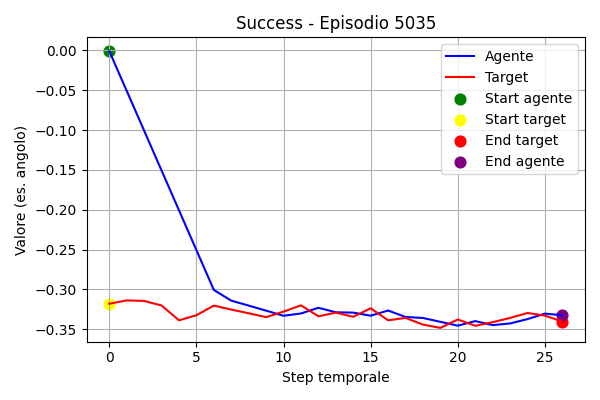 Success - Episodio 5035
Valore (es. angolo)
0.00
−0.05
−0.10
−0.15
−0.20
−0.25
−0.30
−0.35
Agente
Target
Start agente
Start target
End target
End agente
0 5 10 15 20 25
Step temporale